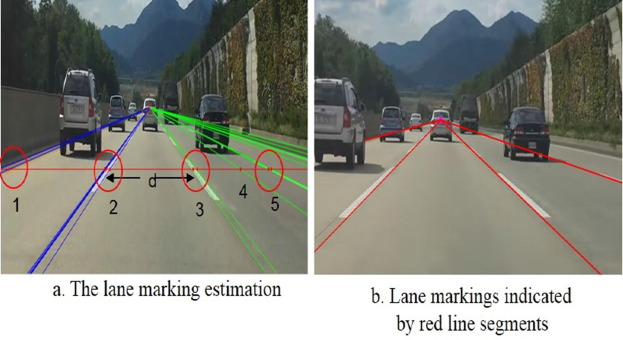 d
1
2
3
4
5
a. The lane marking estimation
b. Lane markings indicated
by red line segments